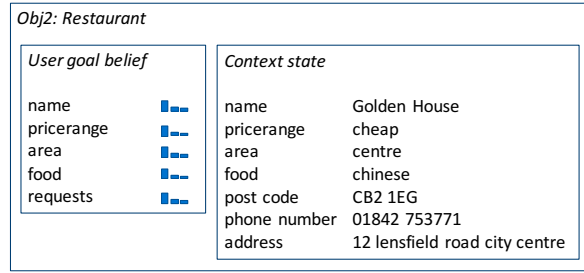 Obj2: Restaurant
User goal belief
name
pricerange
area
food
requests
Context state
name Golden House
pricerange cheap
area centre
food chinese
post code CB2 1EG
phone number 01842 753771
address 12 lensfield road city centre